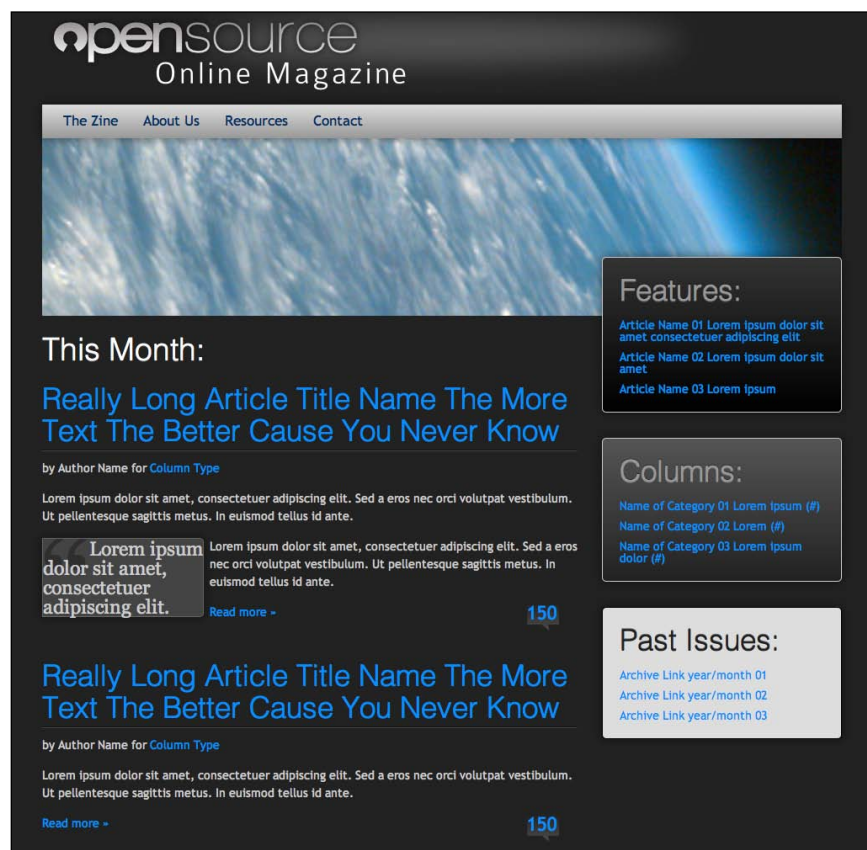 opensource
Online Magazine
The Zine About Us Resources Contact
This Month:
Really Long Article Title Name The More
Text The Better Cause You Never Know
by Author Name for Column Type
Lorem ipsum dolor sit amet, consectetuer adipiscing elit. Sed a eros nec orci volutpat vestibulum.
Ut pellentesque sagittis metus. In euismod tellus id ante.
“ Lorem ipsum
dolor sit amet,
consectetuer
adipiscing elit.
Lorem ipsum dolor sit amet, consectetuer adipiscing elit. Sed a eros
nec orci volutpat vestibulum. Ut pellentesque sagittis metus. In
euismod tellus id ante.
Read more »
150
Really Long Article Title Name The More
Text The Better Cause You Never Know
by Author Name for Column Type
Lorem ipsum dolor sit amet, consectetuer adipiscing elit. Sed a eros nec orci volutpat vestibulum.
Ut pellentesque sagittis metus. In euismod tellus id ante.
Read more »
150
Features:
Article Name 01 Lorem ipsum dolor sit
amet consectetuer adipiscing elit
Article Name 02 Lorem ipsum dolor sit
amet
Article Name 03 Lorem ipsum
Columns:
Name of Category 01 Lorem ipsum (#)
Name of Category 02 Lorem (#)
Name of Category 03 Lorem ipsum
dolor (#)
Past Issues:
Archive Link year/month 01
Archive Link year/month 02
Archive Link year/month 03